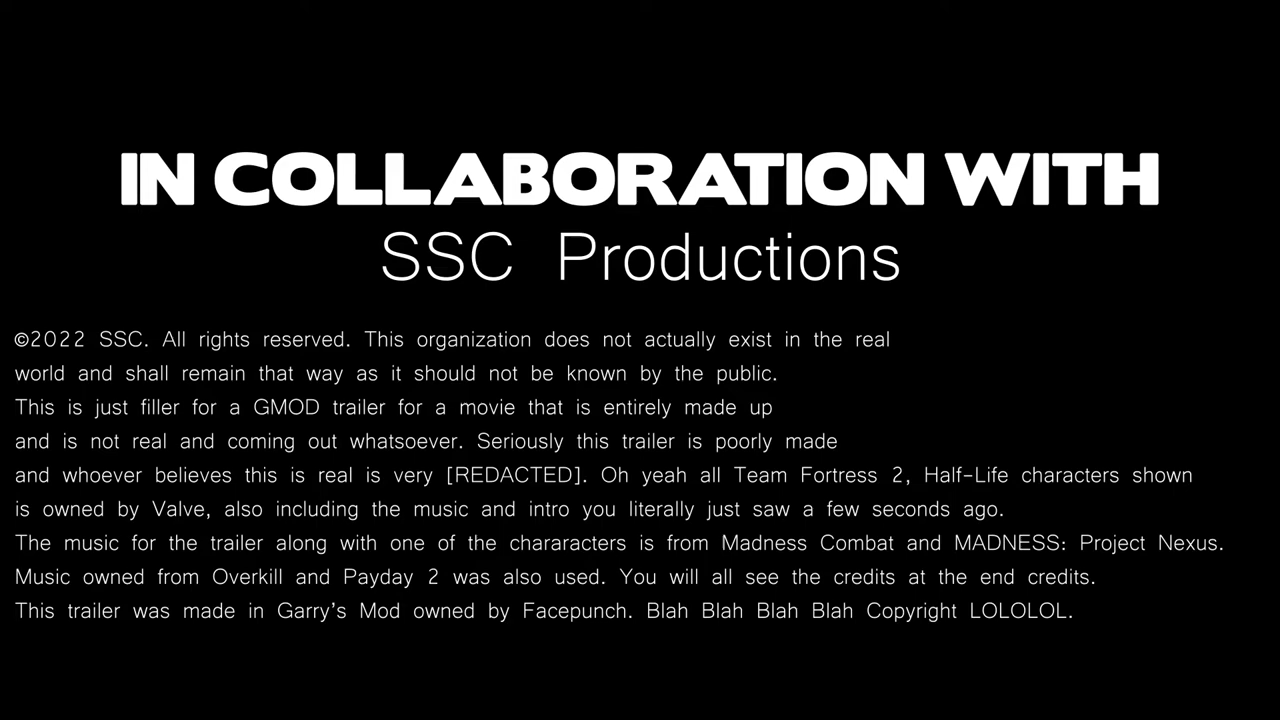 IN COLLABORATION WITH
SSC Productions
©2022 SSC. All rights reserved. This organization does not actually exist in the real
world and shall remain that way as it should not be known by the public.
This is just filler for a GMOD trailer for a movie that is entirely made up
and is not real and coming out whatsoever. Seriously this trailer is poorly made
and whoever believes this is real is very [REDACTED]. Oh yeah all Team Fortress 2, Half-Life characters shown
is owned by Valve, also including the music and intro you literally just saw a few seconds ago.
The music for the trailer along with one of the chararacters is from Madness Combat and MADNESS: Project Nexus.
Music owned from Overkill and Payday 2 was also used. You will all see the credits at the end credits.
This trailer was made in Garry's Mod owned by Facepunch. Blah Blah Blah Blah Copyright LOLOLOL.